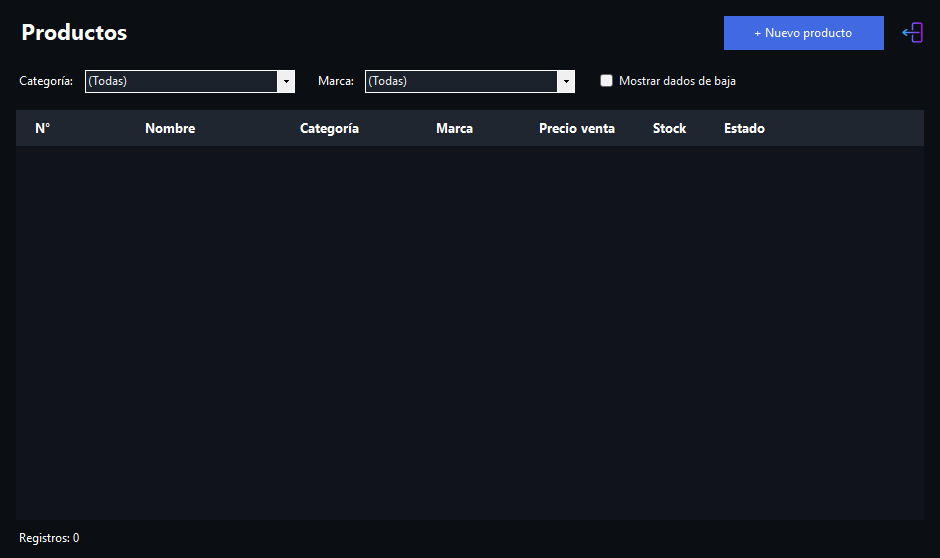 Productos
+ Nuevo producto
Categoría: (Todas) Marca: (Todas) Mostrar dados de baja
N° Nombre Categoría Marca Precio venta Stock Estado
Registros: 0